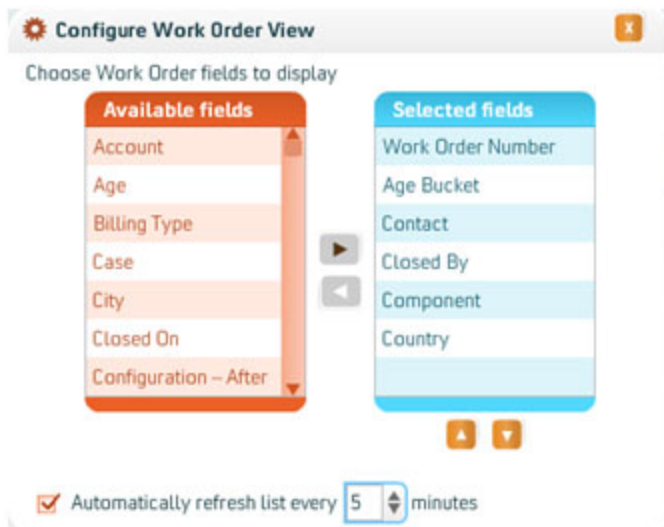 Configure Work Order View
X
Choose Work Order fields to display
Available fields
Account
Age
Billing Type
Case
City
Closed On
Configuration – After
Selected fields
Work Order Number
Age Bucket
Contact
Closed By
Component
Country
Automatically refresh list every 5 minutes